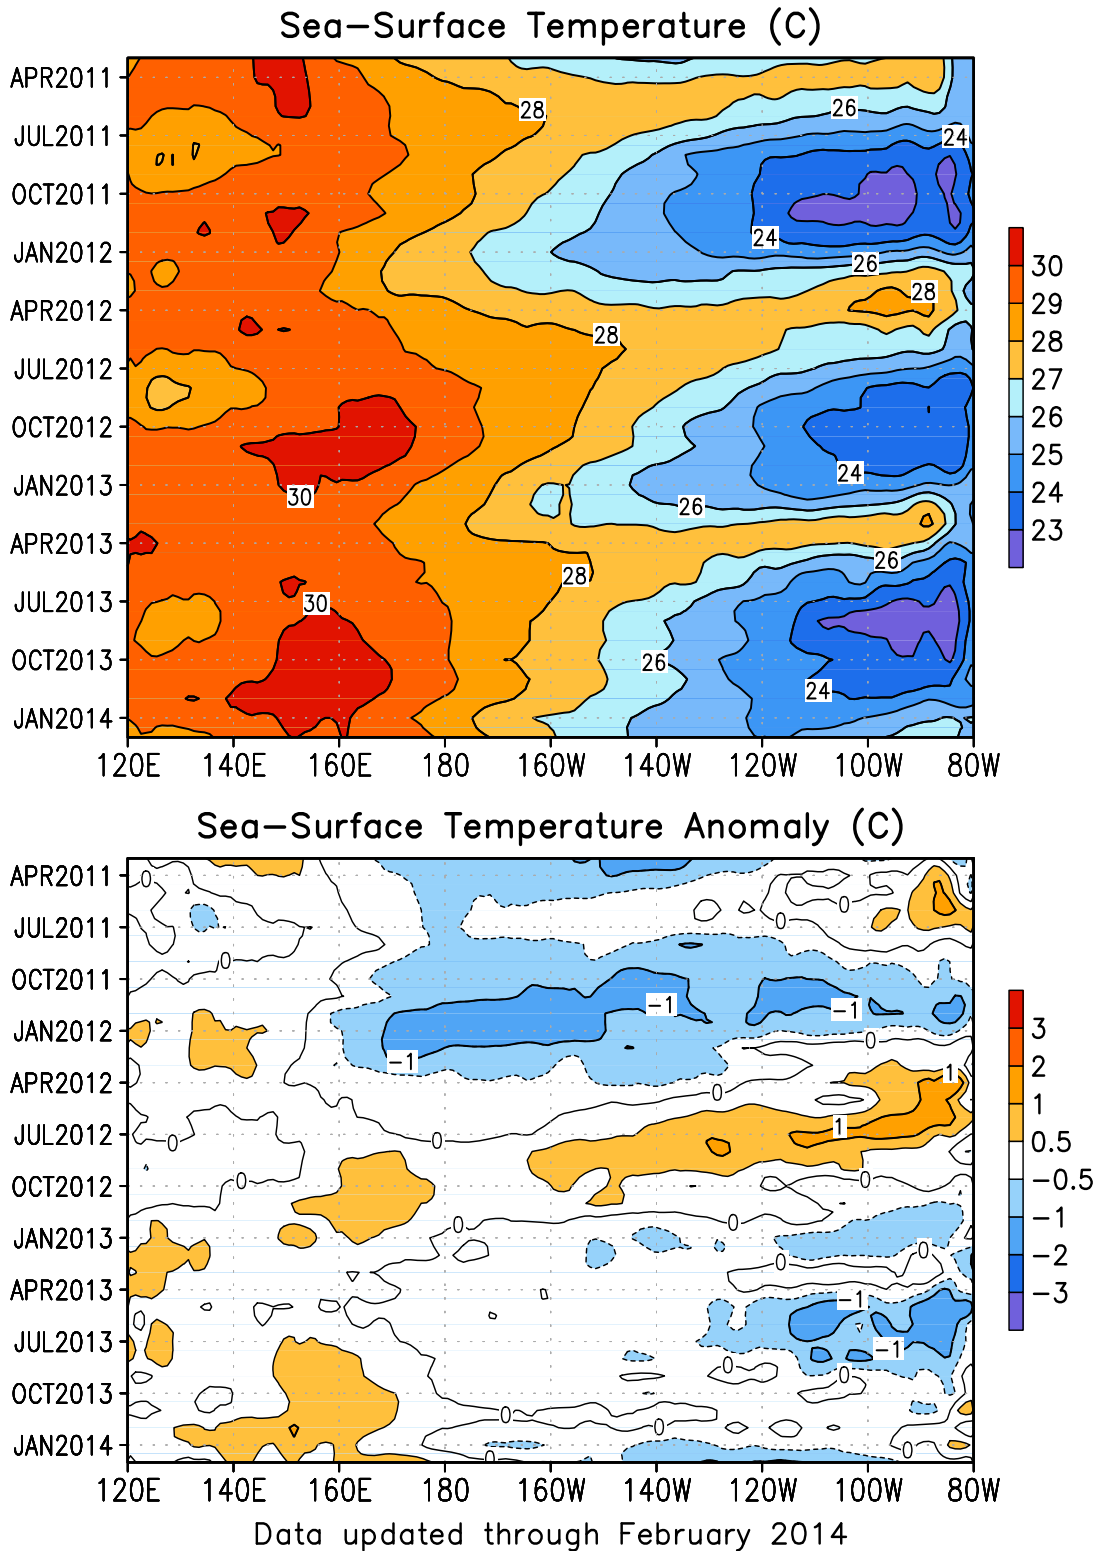 Sea-Surface Temperature (C)
APR2011
JUL2011
OCT2011
JAN2012
APR2012
JUL2012
OCT2012
JAN2013
APR2013
JUL2013
OCT2013
JAN2014
28
26
24
24
26
28
28
24
30
26
28
26
30
26
24
120E 140E 160E 180 160W 140W 120W 100W 80W
30
29
28
27
26
25
24
23
Sea-Surface Temperature Anomaly (C)
APR2011
JUL2011
OCT2011
JAN2012
APR2012
JUL2012
OCT2012
JAN2013
APR2013
JUL2013
OCT2013
JAN2014
0
0
0
0
-1
-1
0
-1
1
0
1
0
0
0
0
0
0
0
0
-1
-1
0
0
0
0
0
120E 140E 160E 180 160W 140W 120W 100W 80W
3
2
1
0.5
-0.5
-1
-2
-3
Data updated through February 2014